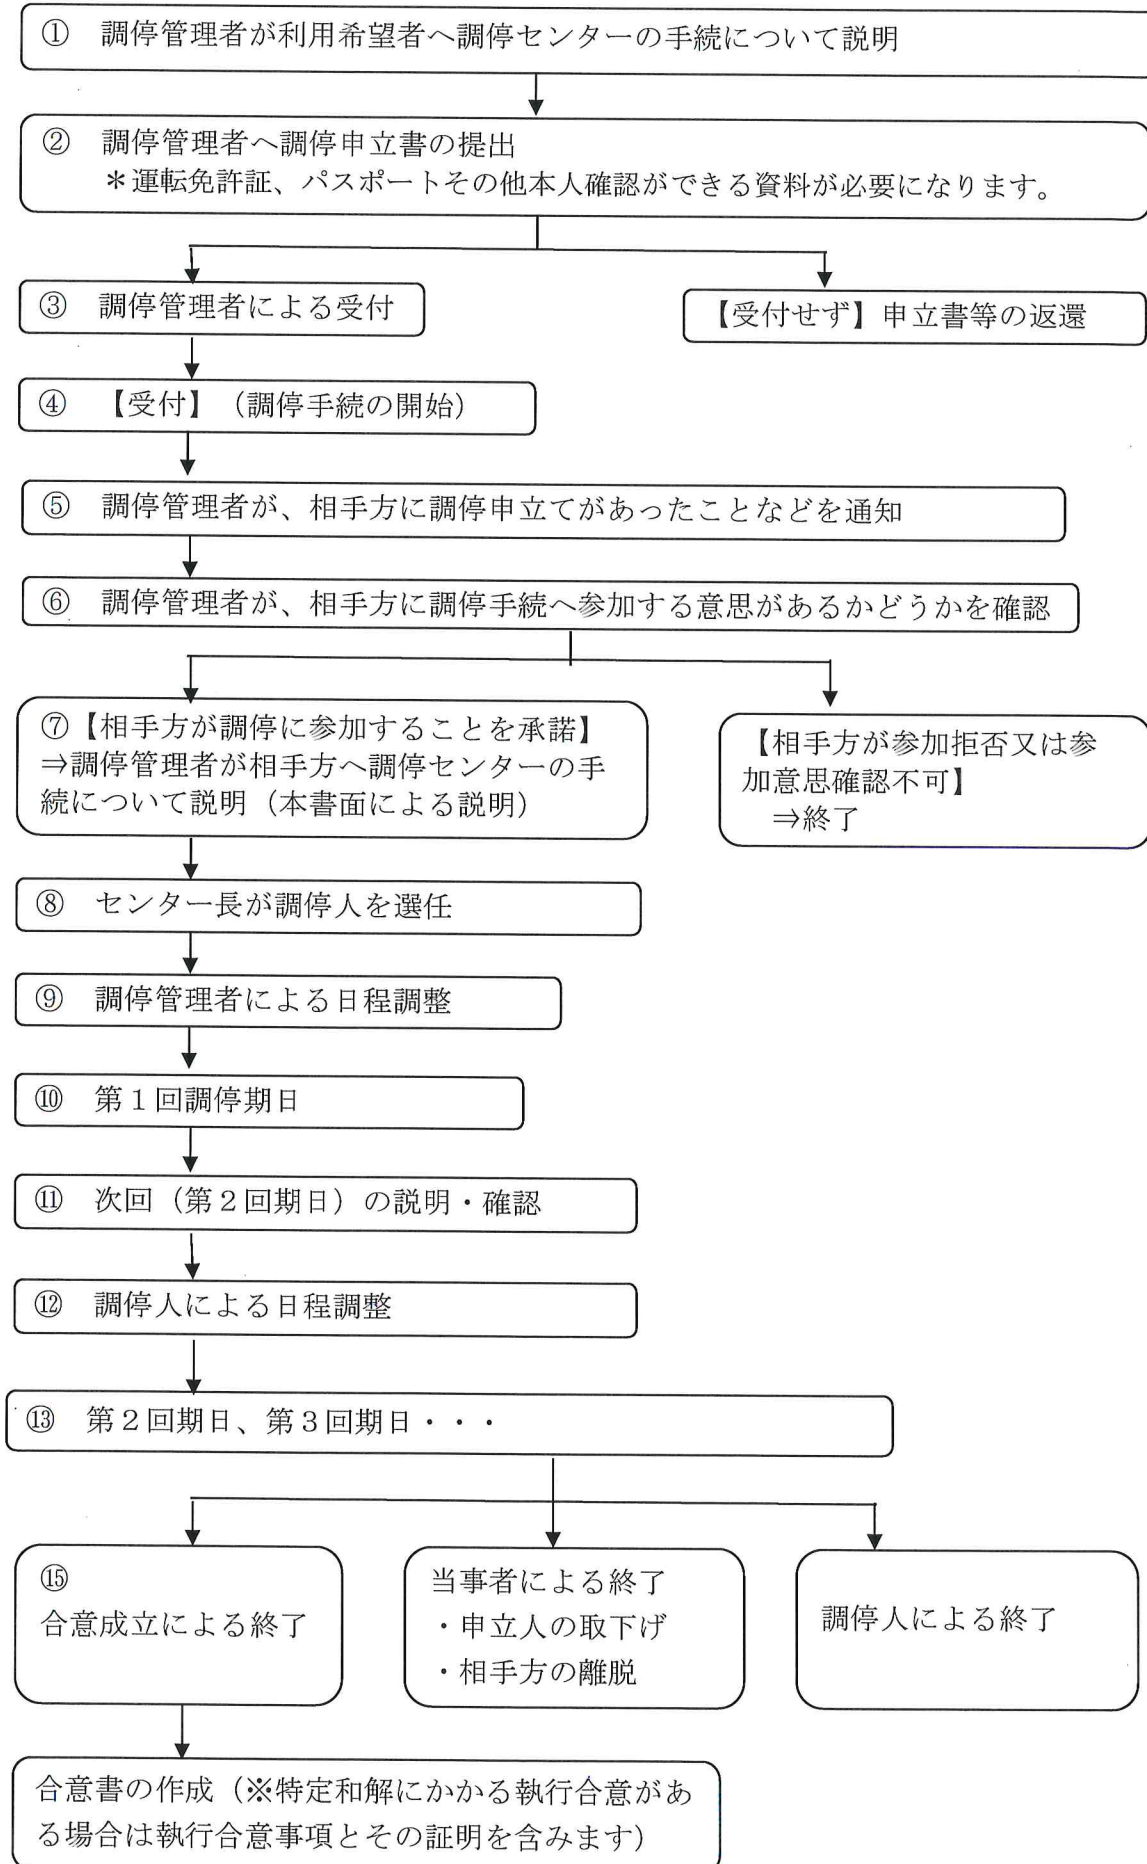 ① 調停管理者が利用希望者へ調停センターの手続について説明
② 調停管理者へ調停申立書の提出
＊運転免許証、パスポートその他本人確認ができる資料が必要になります。
③ 調停管理者による受付
【受付せず】申立書等の返還
④ 【受付】（調停手続の開始）
⑤ 調停管理者が、相手方に調停申立てがあったことなどを通知
⑥ 調停管理者が、相手方に調停手続へ参加する意思があるかどうかを確認
⑦【相手方が調停に参加することを承諾】
⇒調停管理者が相手方へ調停センターの手
続について説明（本書面による説明）
【相手方が参加拒否又は参
加意思確認不可】
⇒終了
⑧ センター長が調停人を選任
⑨ 調停管理者による日程調整
⑩ 第１回調停期日
⑪ 次回（第２回期日）の説明・確認
⑫ 調停人による日程調整
⑬ 第２回期日、第３回期日・・・
⑮
合意成立による終了
当事者による終了
・申立人の取下げ
・相手方の離脱
調停人による終了
合意書の作成（※特定和解にかかる執行合意があ
る場合は執行合意事項とその証明を含みます）